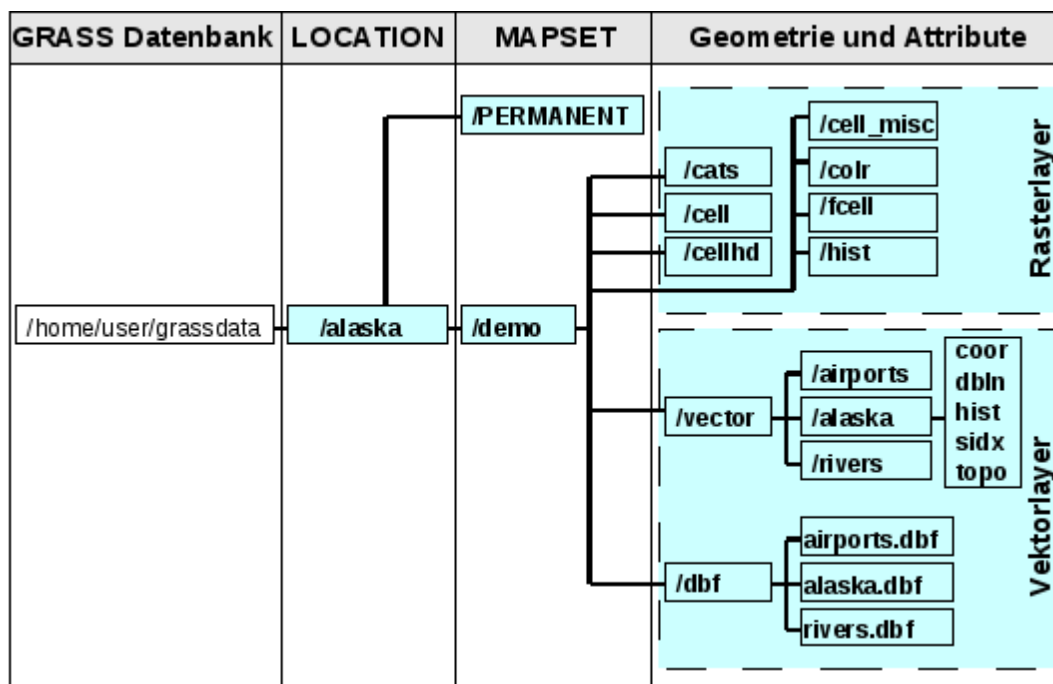 GRASS Datenbank
LOCATION
MAPSET
Geometrie und Attribute
/home/user/grassdata
/alaska
/PERMANENT
/demo
/cats
/cell
/cellhd
/cell_misc
/colr
/fcell
/hist
Rasterlayer
/vector
/airports
/alaska
/rivers
coor
dbln
hist
sidx
topo
/dbf
airports.dbf
alaska.dbf
rivers.dbf
Vektorlayer